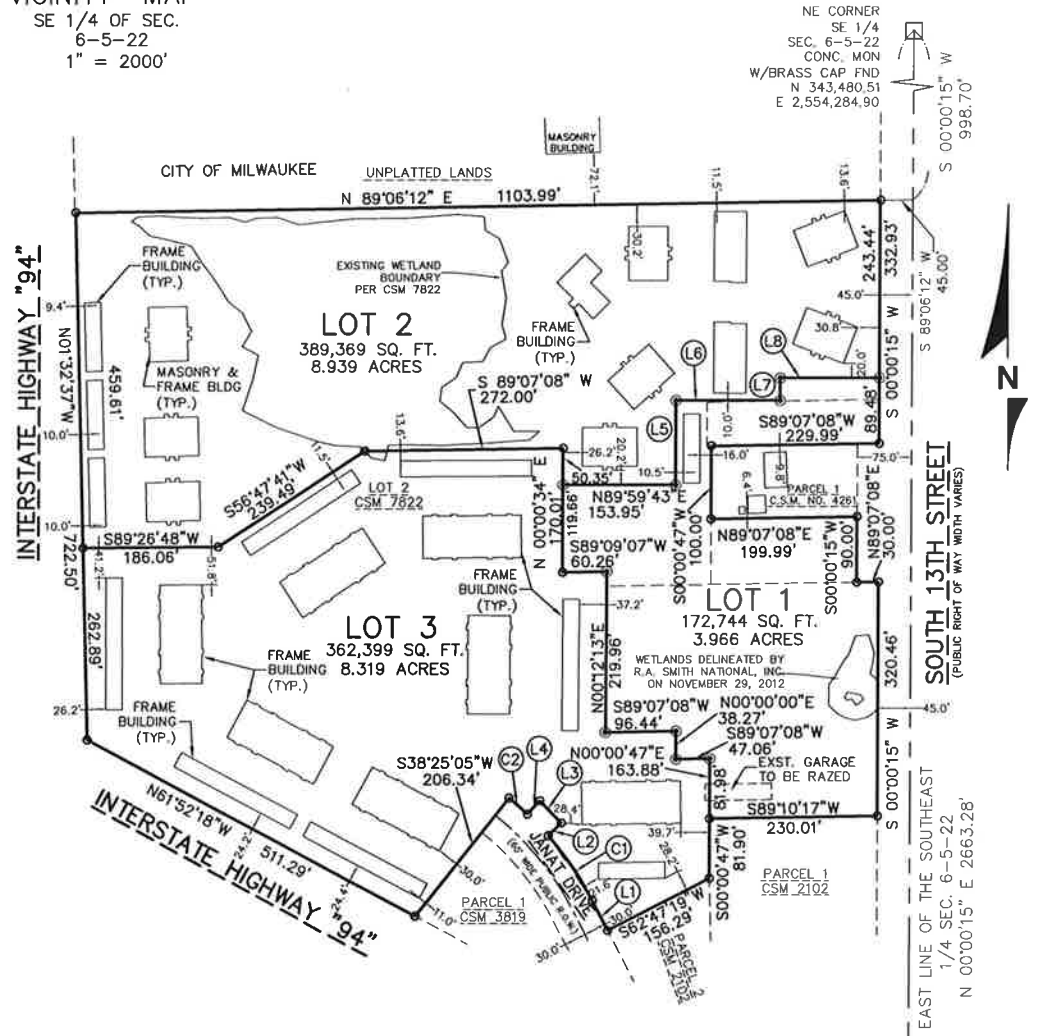 VICINITY MAP
SE 1/4 OF SEC.
6-5-22
1" = 2000'
NE CORNER
SE 1/4
SEC. 6-5-22
CONC. MON
W/BRASS CAP FND
N 343,480.51
E 2,554,284.90
S 00°00'15" W
998.70'
MASONRY
BUILDING
CITY OF MILWAUKEE
UNPLATTED LANDS
N 89°06'12" E 1103.99'
72.1'
11.5'
13.6'
30.2'
243.44'
332.93'
S 89°06'12" W
45.00'
45.0'
FRAME
BUILDING
(TYP.)
9.4'
EXISTING WETLAND
BOUNDARY
PER CSM 7822
LOT 2
389,369 SQ. FT.
8.939 ACRES
FRAME
BUILDING
(TYP.)
30.8'
20.0'
S 00°00'15" W
INTERSTATE HIGHWAY "94"
N01°32'37"W
459.61'
722.50'
MASONRY &
FRAME BLDG
(TYP.)
10.0'
S 89°07'08" W
272.00'
L6
L8
L7
L5
10.0'
S89°07'08"W
229.99'
89.48'
75.0'
13.6'
11.5'
26.2'
20.2'
10.5'
16.0'
9.8'
6.4'
PARCEL 1
C.S.M. NO. 4261
S56°47'41"W
239.49'
LOT 2
CSM 7822
50.35'
N89°59'43"E
153.95'
N 00°00'34" E
170.01'
119.66'
10.0'
S89°26'48"W
186.06'
41.2'
51.8'
S89°09'07"W
60.26'
S00°00'47"W
100.00'
N89°07'08"E
199.99'
S00°00'15"W
90.00'
N89°07'08"E
30.00'
SOUTH 13TH STREET
(PUBLIC RIGHT OF WAY WIDTH VARIES)
FRAME
BUILDING
(TYP.)
37.2'
LOT 1
172,744 SQ. FT.
3.966 ACRES
LOT 3
362,399 SQ. FT.
8.319 ACRES
262.89'
FRAME
BUILDING
(TYP.)
N00°12'13"E
219.96'
WETLANDS DELINEATED BY
R.A. SMITH NATIONAL, INC.
ON NOVEMBER 29, 2012
320.46'
26.2'
FRAME
BUILDING
(TYP.)
S89°07'08"W
96.44'
N00°00'00"E
38.27'
45.0'
S89°07'08"W
47.06'
N00°00'47"E
163.88'
81.98'
EXST. GARAGE
TO BE RAZED
S 00°00'15" W
S38°25'05"W
206.34'
C2
L4
L3
28.4'
S89°10'17"W
230.01'
INTERSTATE HIGHWAY "94"
N61°52'18"W
511.29'
24.2'
24.4'
11.0'
30.0'
39.7'
28.2'
L2
C1
L1
JANAT DRIVE
(60' WIDE PUBLIC R.O.W.)
S00°00'47"W
81.90'
PARCEL 1
CSM 2102
PARCEL 1
CSM 3819
30.0'
30.0'
S62°47'19"W
156.29'
PARCEL 2
CSM 2102
EAST LINE OF THE SOUTHEAST
1/4 SEC. 6-5-22
N 00°00'15" E 2663.28'
N